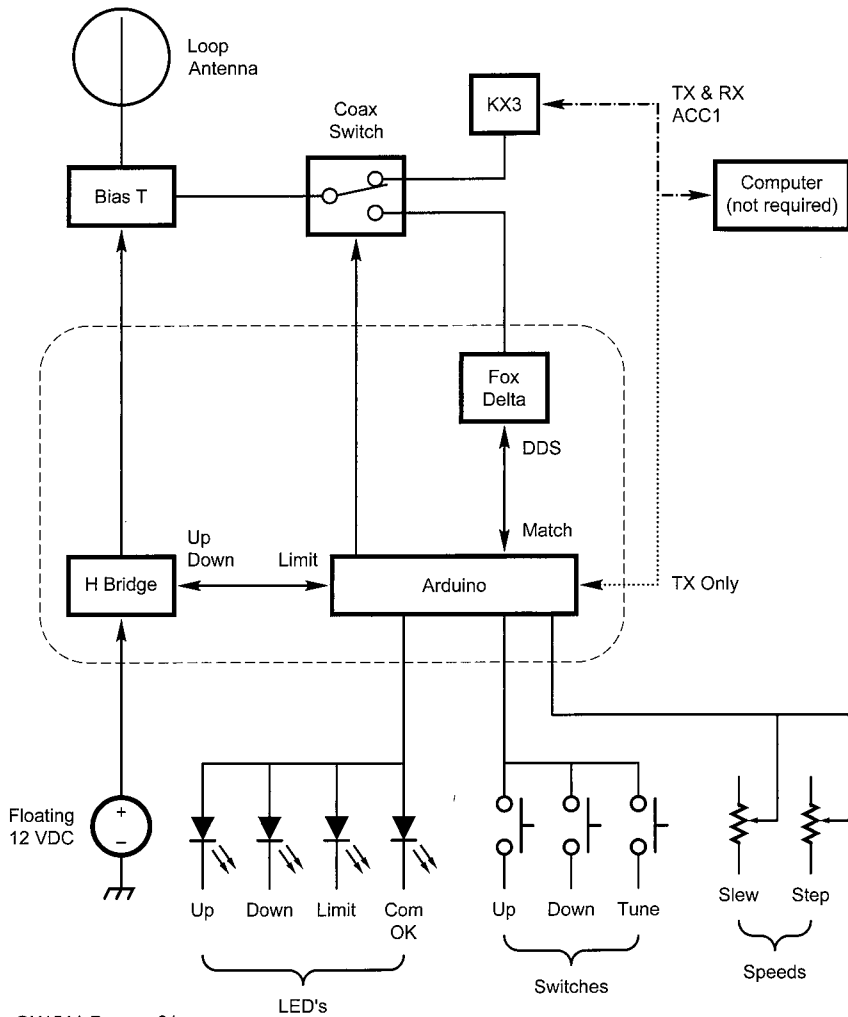 Loop
Antenna
Coax
Switch
KX3
TX & RX
ACC1
Bias T
Computer
(not required)
Fox
Delta
DDS
Match
Up
Down
Limit
H Bridge
Arduino
TX Only
Floating
12 VDC
+
−
Up
Down
Limit
Com
OK
LED's
Up
Down
Tune
Switches
Slew
Step
Speeds